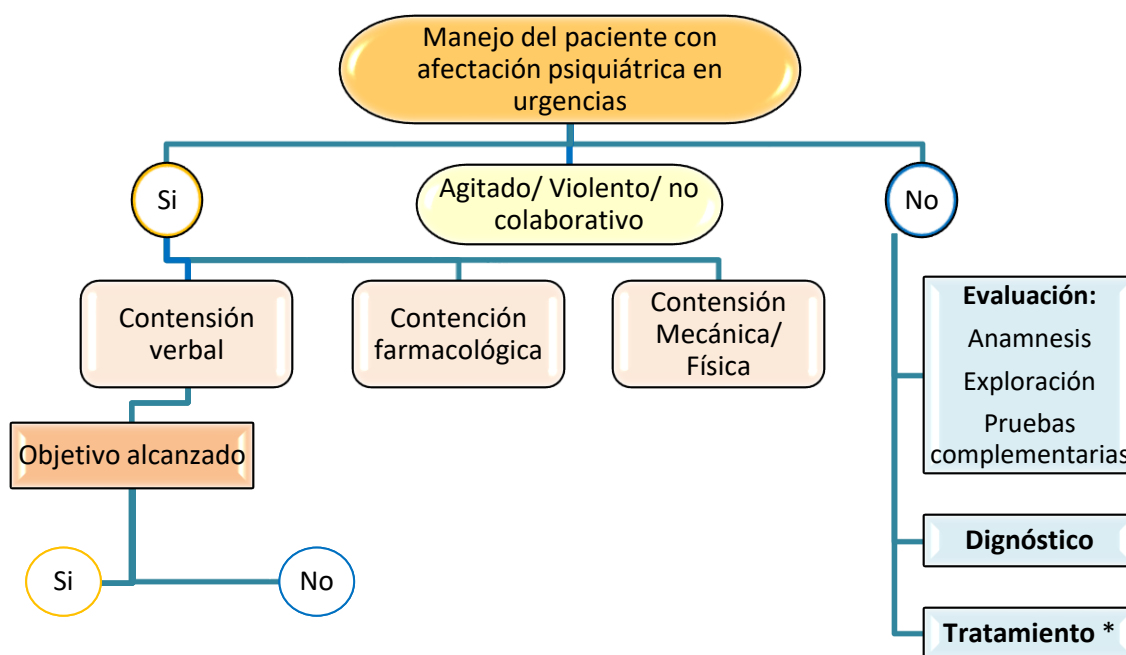 Manejo del paciente con
afectación psiquiátrica en
urgencias
Si
Agitado/ Violento/ no
colaborativo
No
Contensión
verbal
Contención
farmacológica
Contensión
Mecánica/
Física
Evaluación:
Anamnesis
Exploración
Pruebas
complementarias
Objetivo alcanzado
Si
No
Dignóstico
Tratamiento *